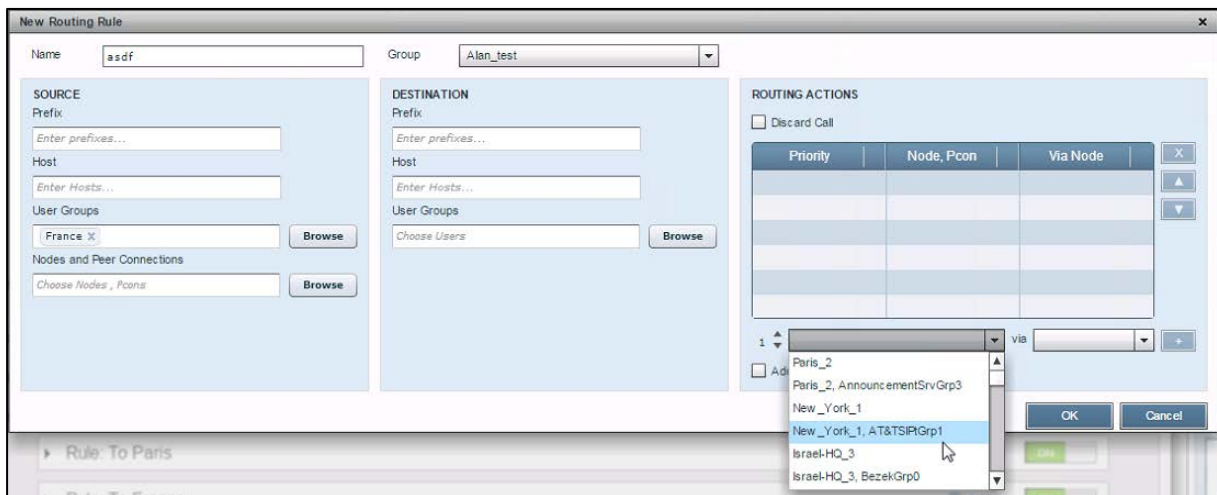 New Routing Rule x
Name asdf Group Alan_test
SOURCE
Prefix
Enter prefixes...
Host
Enter Hosts...
User Groups
France X Browse
Nodes and Peer Connections
Choose Nodes , Pcons Browse
DESTINATION
Prefix
Enter prefixes...
Host
Enter Hosts...
User Groups
Choose Users Browse
ROUTING ACTIONS
Discard Call
Priority Node, Pcon Via Node X
1 via +
Paris_2
Paris_2, AnnouncementSrvGrp3
New_York_1
New_York_1, AT&TSIPtGrp1
Israel-HQ_3
Israel-HQ_3, BezekGrp0
OK Cancel
Rule: To Paris ON